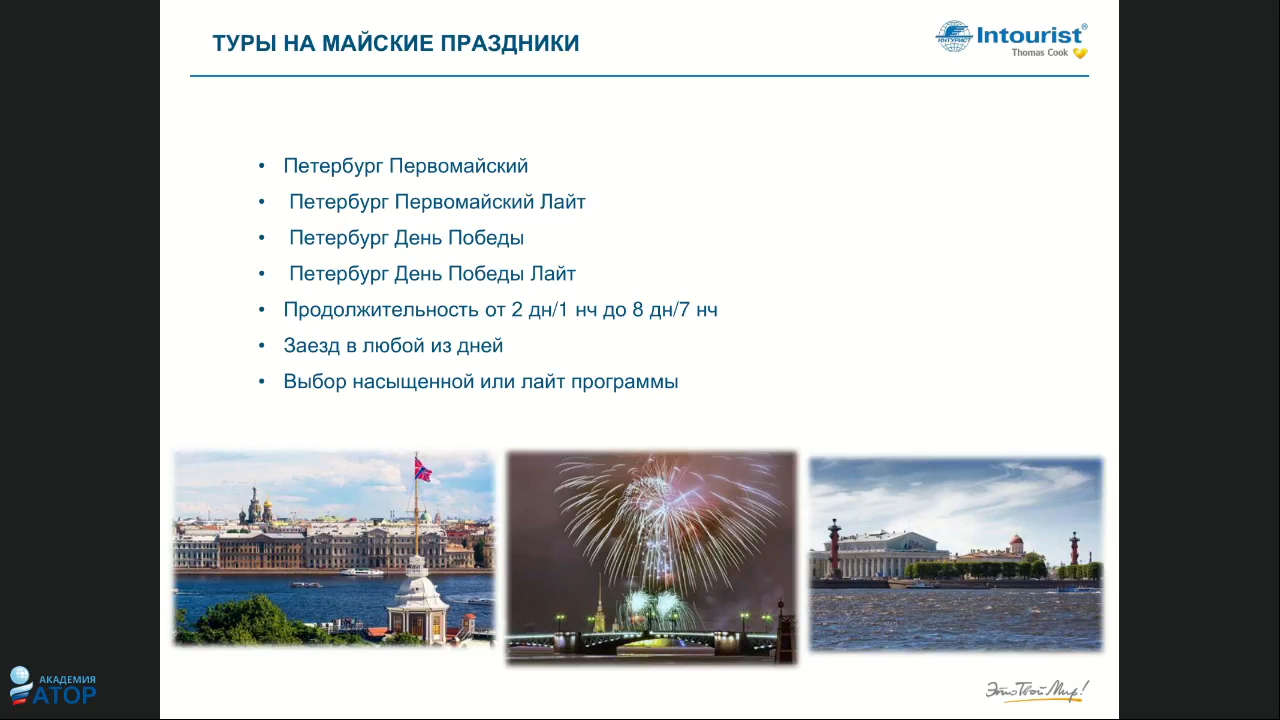 ТУРЫ НА МАЙСКИЕ ПРАЗДНИКИ
ИНТУРИСТ
Intourist®
Thomas Cook
• Петербург Первомайский
• Петербург Первомайский Лайт
• Петербург День Победы
• Петербург День Победы Лайт
• Продолжительность от 2 дн/1 нч до 8 дн/7 нч
• Заезд в любой из дней
• Выбор насыщенной или лайт программы
АКАДЕМИЯ
АТОР
Это Твой Мир!